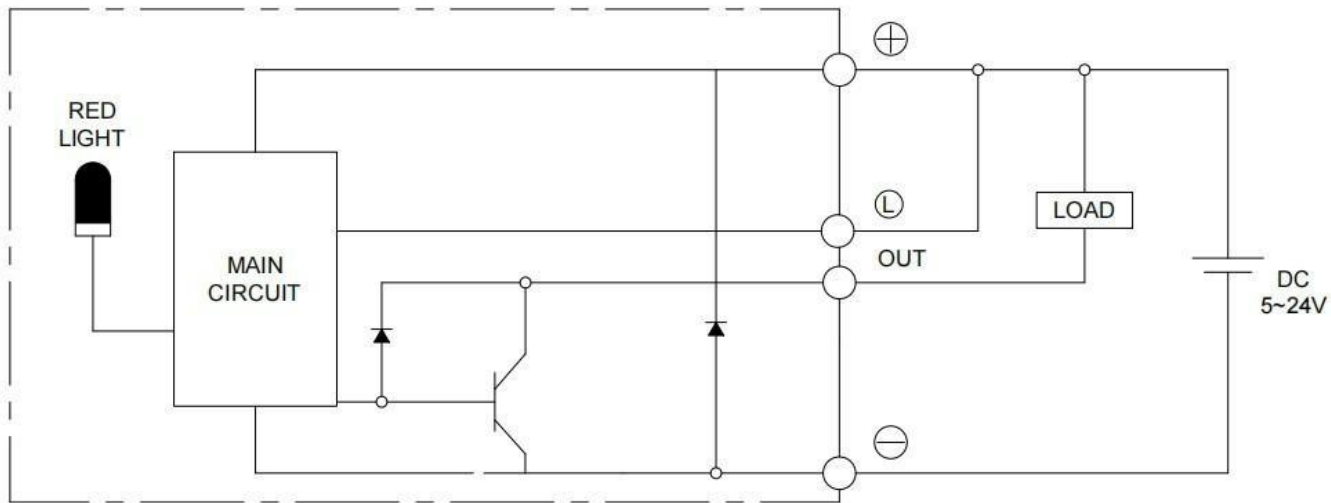 RED
LIGHT
MAIN
CIRCUIT
L
OUT
LOAD
DC
5~24V